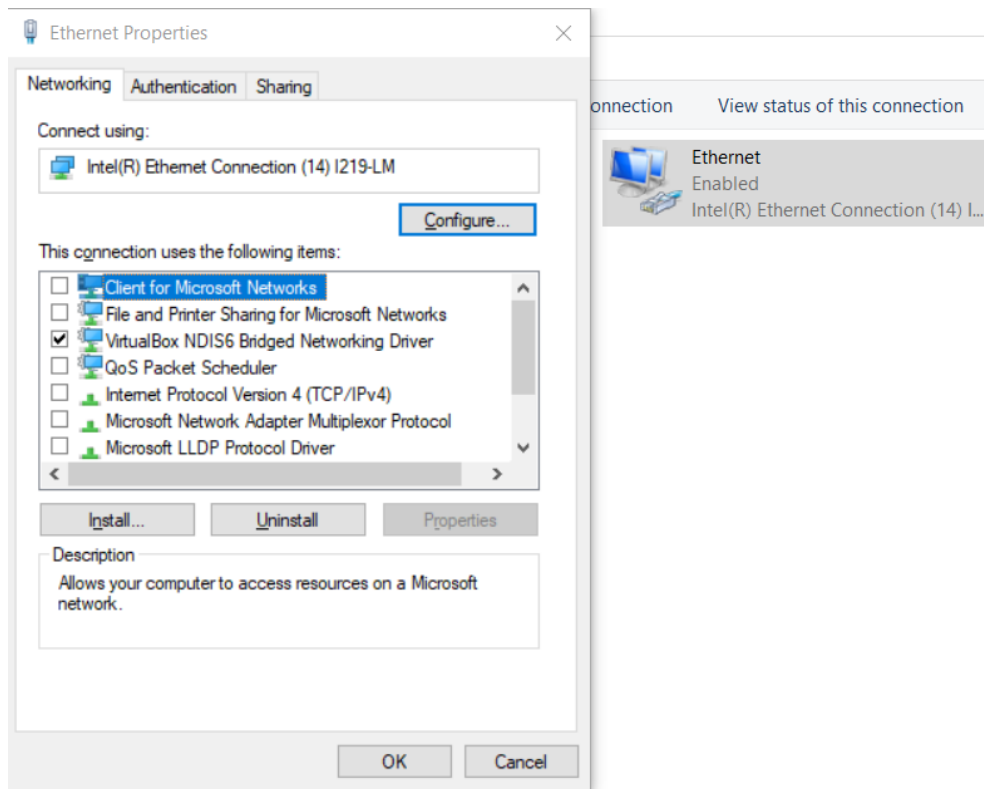 Ethernet Properties
Networking
Authentication
Sharing
Connect using:
Intel(R) Ethernet Connection (14) I219-LM
Configure...
This connection uses the following items:
Client for Microsoft Networks
File and Printer Sharing for Microsoft Networks
VirtualBox NDIS6 Bridged Networking Driver
QoS Packet Scheduler
Internet Protocol Version 4 (TCP/IPv4)
Microsoft Network Adapter Multiplexor Protocol
Microsoft LLDP Protocol Driver
Install...
Uninstall
Properties
Description
Allows your computer to access resources on a Microsoft
network.
OK
Cancel
onnection
View status of this connection
Ethernet
Enabled
Intel(R) Ethernet Connection (14) I...